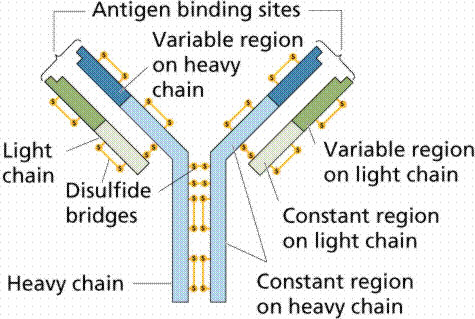 Antigen binding sites
Variable region
on heavy
chain
Light
chain
Disulfide
bridges
Variable region
on light chain
Constant region
on light chain
Heavy chain
Constant region
on heavy chain